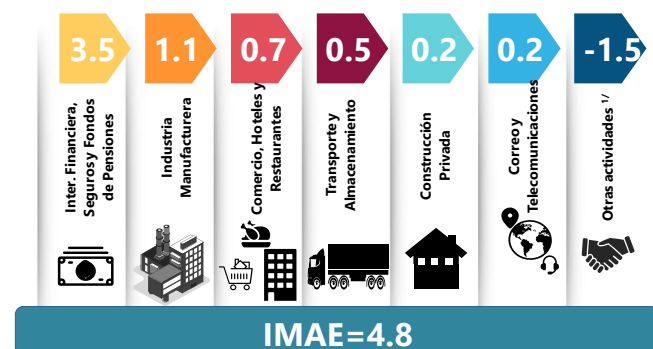 3.5
1.1
0.7
0.5
0.2
0.2
-1.5
Inter. Financiera,
Seguros y Fondos
de Pensiones
Industria
Manufacturera
Comercio, Hoteles y
Restaurantes
Transporte y
Almacenamiento
Construcción
Privada
Correo y
Telecomunicaciones
Otras actividades 1/
IMAE=4.8